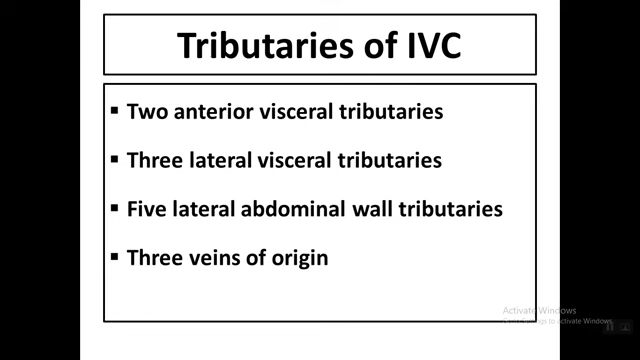 Tributaries of IVC
▪ Two anterior visceral tributaries
▪ Three lateral visceral tributaries
▪ Five lateral abdominal wall tributaries
▪ Three veins of origin
Activate Windows
Go to Settings to activate Windows.